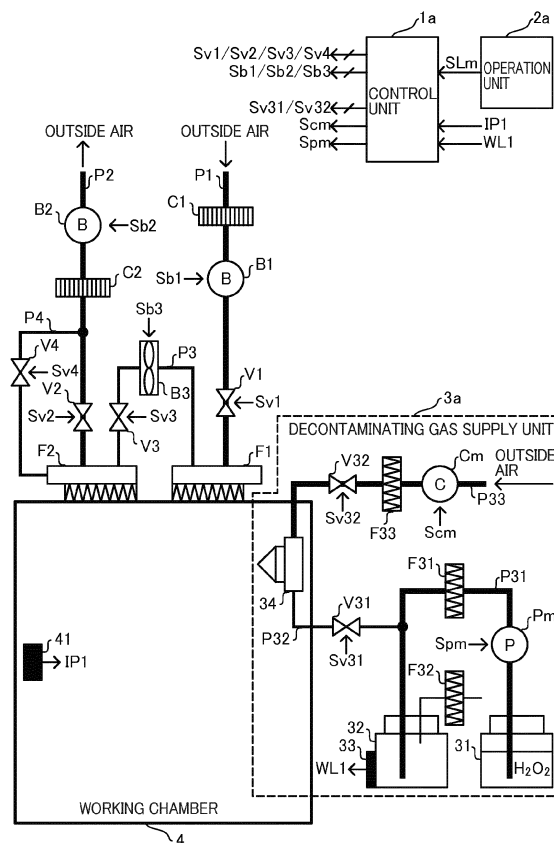 1a
2a
Sv1/Sv2/Sv3/Sv4
Sb1/Sb2/Sb3
SLm
OPERATION
UNIT
CONTROL
UNIT
Sv31/Sv32
Scm
IP1
Spm
WL1
OUTSIDE AIR
OUTSIDE AIR
P2
P1
B2
C1
B
Sb2
C2
Sb1
B
B1
Sb3
P4
P3
V4
V1
Sv4
B3
V2
Sv1
Sv2
Sv3
V3
3a
F2
F1
DECONTAMINATING GAS SUPPLY UNIT
V32
Cm
OUTSIDE
AIR
C
P33
Sv32
F33
Scm
F31
P31
34
V31
Pm
P32
Spm
P
41
IP1
Sv31
F32
32
33
31
WL1
H₂O₂
WORKING CHAMBER
4